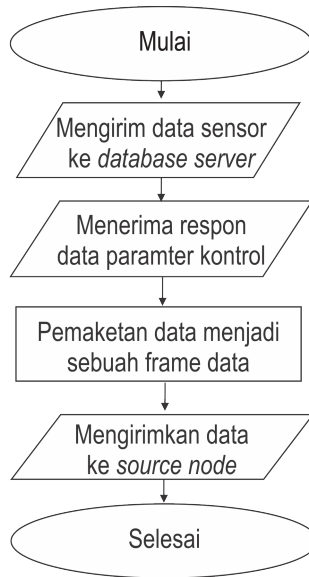 Mulai
Mengirim data sensor
ke database server
Menerima respon
data paramter kontrol
Pemaketan data menjadi
sebuah frame data
Mengirimkan data
ke source node
Selesai